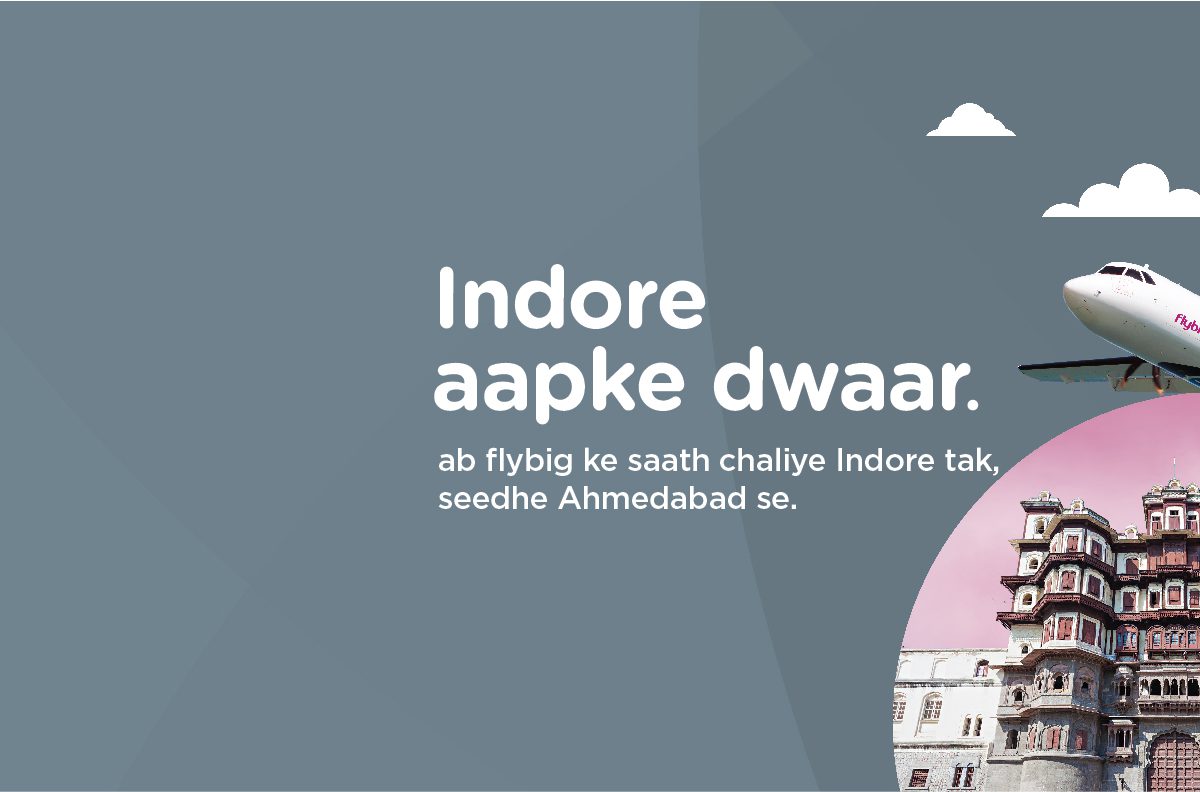 Indore
aapke dwaar.
ab flybig ke saath chaliye Indore tak,
seedhe Ahmedabad se.